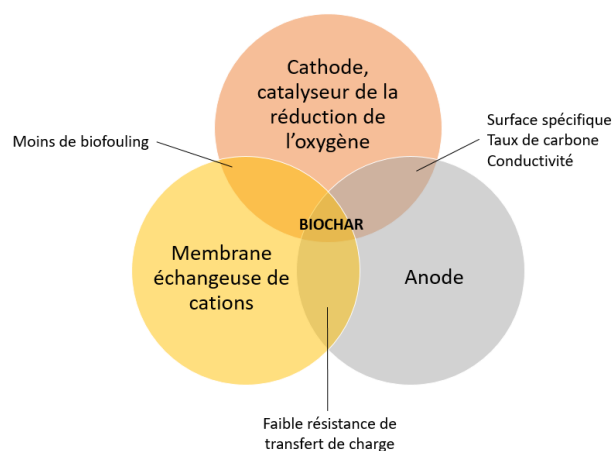 Cathode,
catalyseur de la
réduction de
l'oxygène
Surface spécifique
Taux de carbone
Conductivité
Moins de biofouling
BIOCHAR
Membrane
échangeuse de
cations
Anode
Faible résistance de
transfert de charge